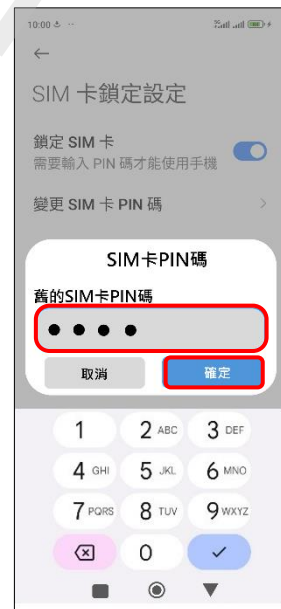 10:00
SIM 卡鎖定設定
鎖定 SIM 卡
需要輸入 PIN 碼才能使用手機
變更 SIM 卡 PIN 碼
SIM卡PIN碼
舊的SIM卡PIN碼
取消 確定
1 2 ABC 3 DEF
4 GHI 5 JKL 6 MNO
7 PQRS 8 TUV 9 WXYZ
0